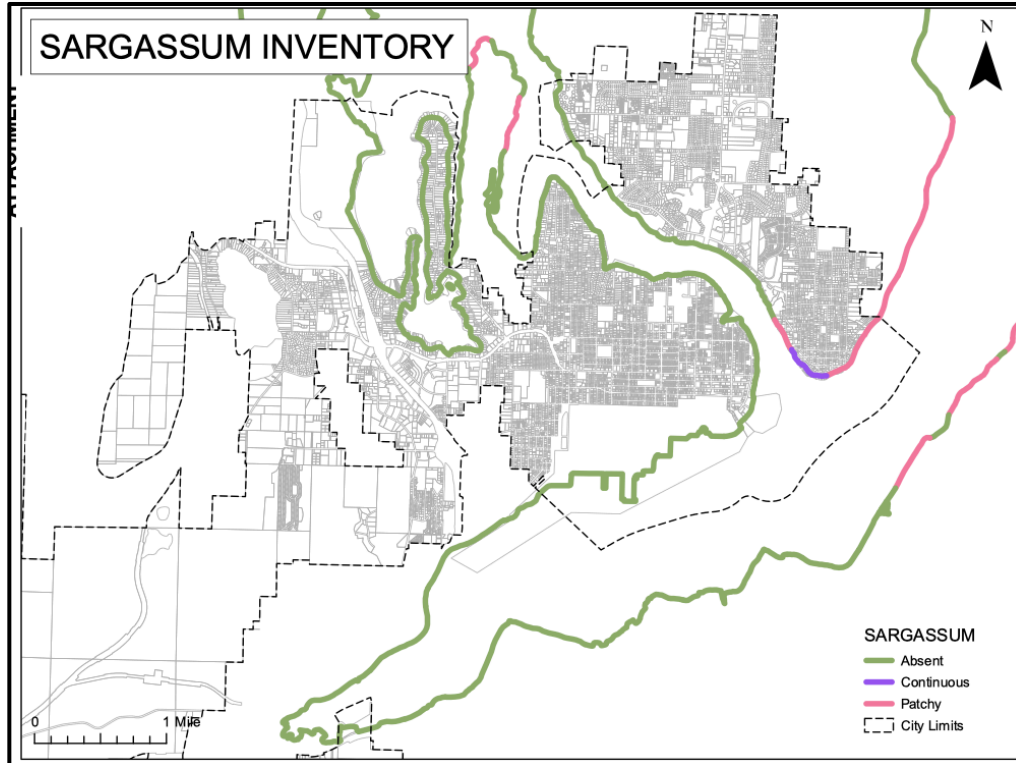 SARGASSUM INVENTORY
N
ATTACHMENT
SARGASSUM
Absent
Continuous
Patchy
City Limits
0 1 Mile